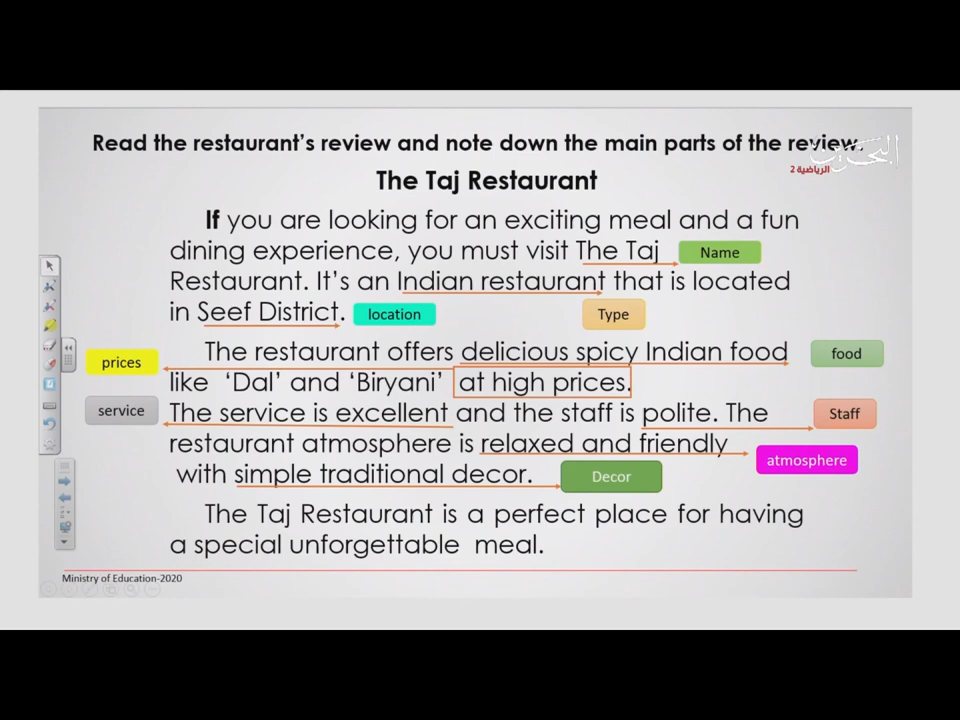 Read the restaurant's review and note down the main parts of the review.
البحرين
الرياضية 2
The Taj Restaurant
If you are looking for an exciting meal and a fun
dining experience, you must visit The Taj Name
Restaurant. It's an Indian restaurant that is located
in Seef District. location Type
The restaurant offers delicious spicy Indian food food
prices
like 'Dal' and 'Biryani' at high prices.
service The service is excellent and the staff is polite. The Staff
restaurant atmosphere is relaxed and friendly
atmosphere
with simple traditional decor. Decor
The Taj Restaurant is a perfect place for having
a special unforgettable meal.
Ministry of Education-2020